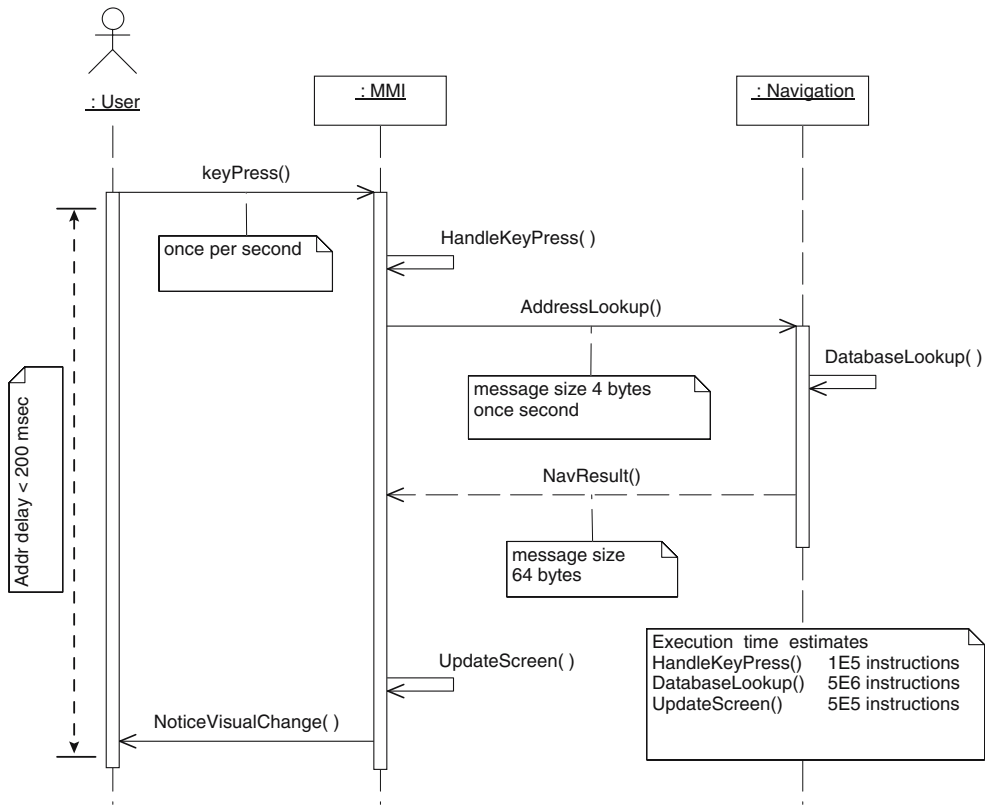 : User
: MMI
: Navigation
keyPress()
once per second
HandleKeyPress( )
AddressLookup()
DatabaseLookup( )
message size 4 bytes
once second
Addr delay < 200 msec
NavResult()
message size
64 bytes
Execution time estimates
HandleKeyPress() 1E5 instructions
DatabaseLookup() 5E6 instructions
UpdateScreen() 5E5 instructions
UpdateScreen( )
NoticeVisualChange( )